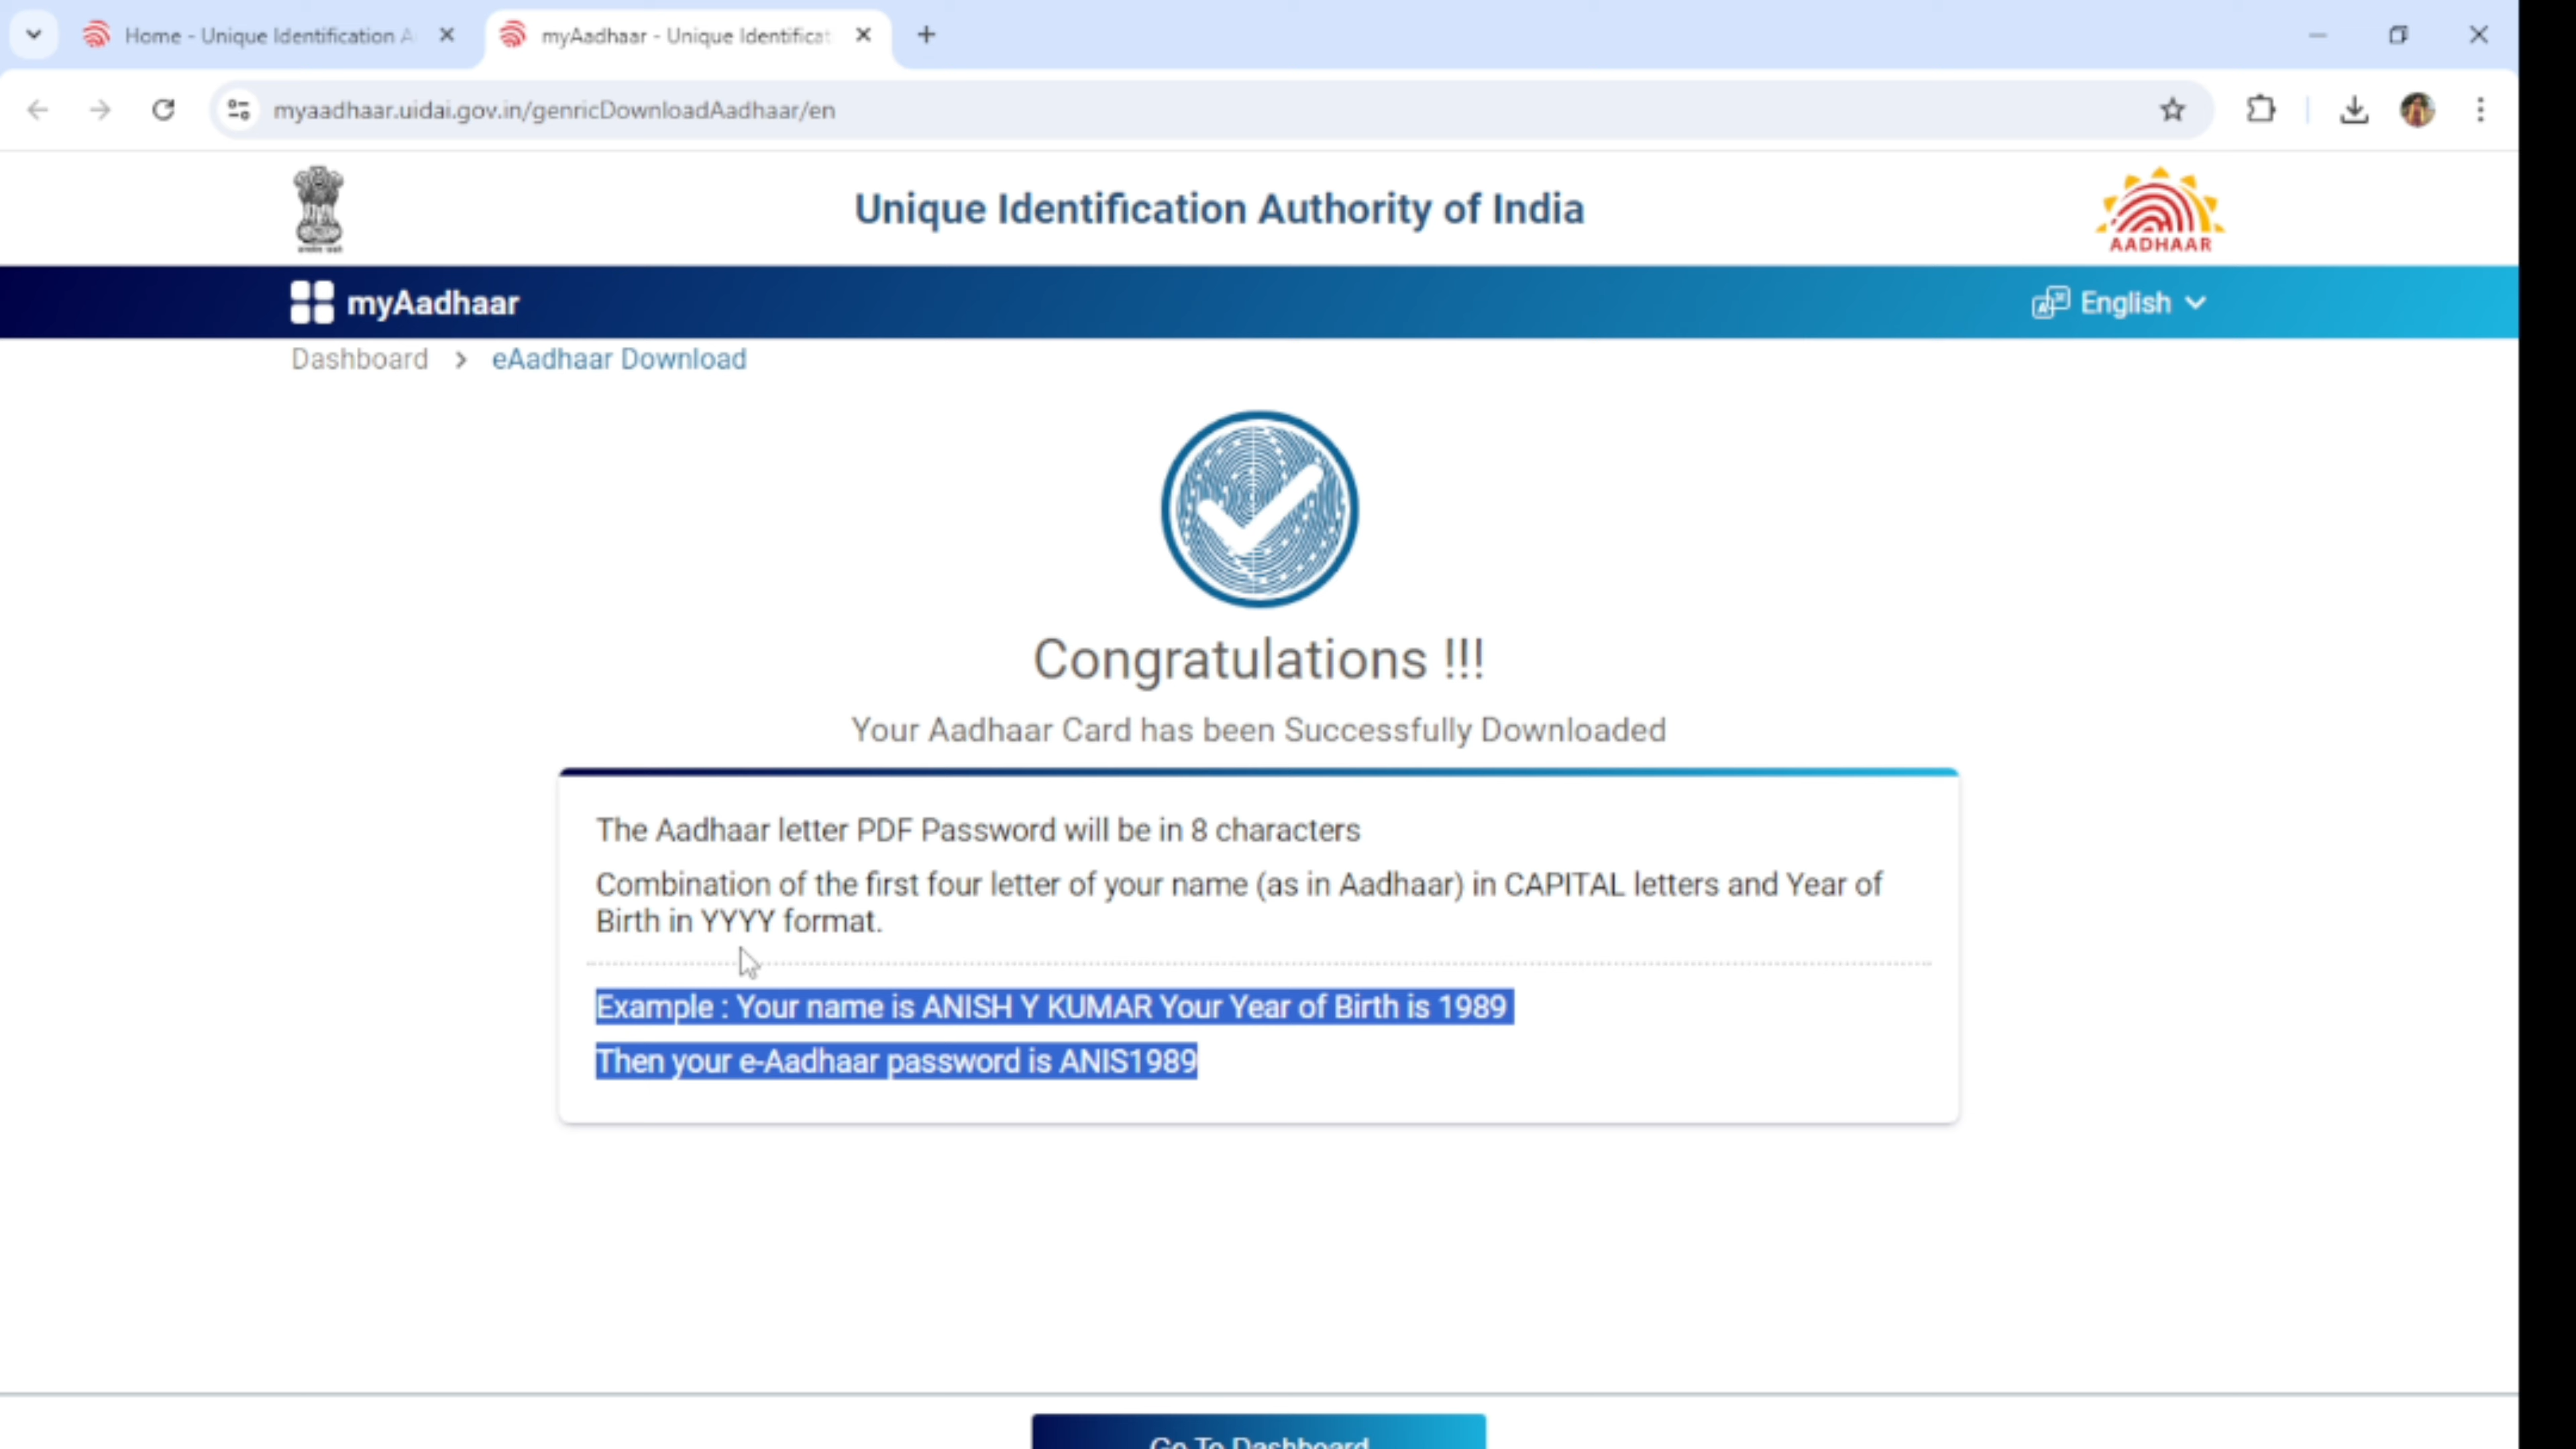 Home - Unique Identification A
myAadhaar - Unique Identificat
myaadhaar.uidai.gov.in/genricDownloadAadhaar/en
Unique Identification Authority of India
AADHAAR
myAadhaar
English
Dashboard > eAadhaar Download
Congratulations !!!
Your Aadhaar Card has been Successfully Downloaded
The Aadhaar letter PDF Password will be in 8 characters
Combination of the first four letter of your name (as in Aadhaar) in CAPITAL letters and Year of
Birth in YYYY format.
Example : Your name is ANISH Y KUMAR Your Year of Birth is 1989
Then your e-Aadhaar password is ANIS1989
Go To Dashboard